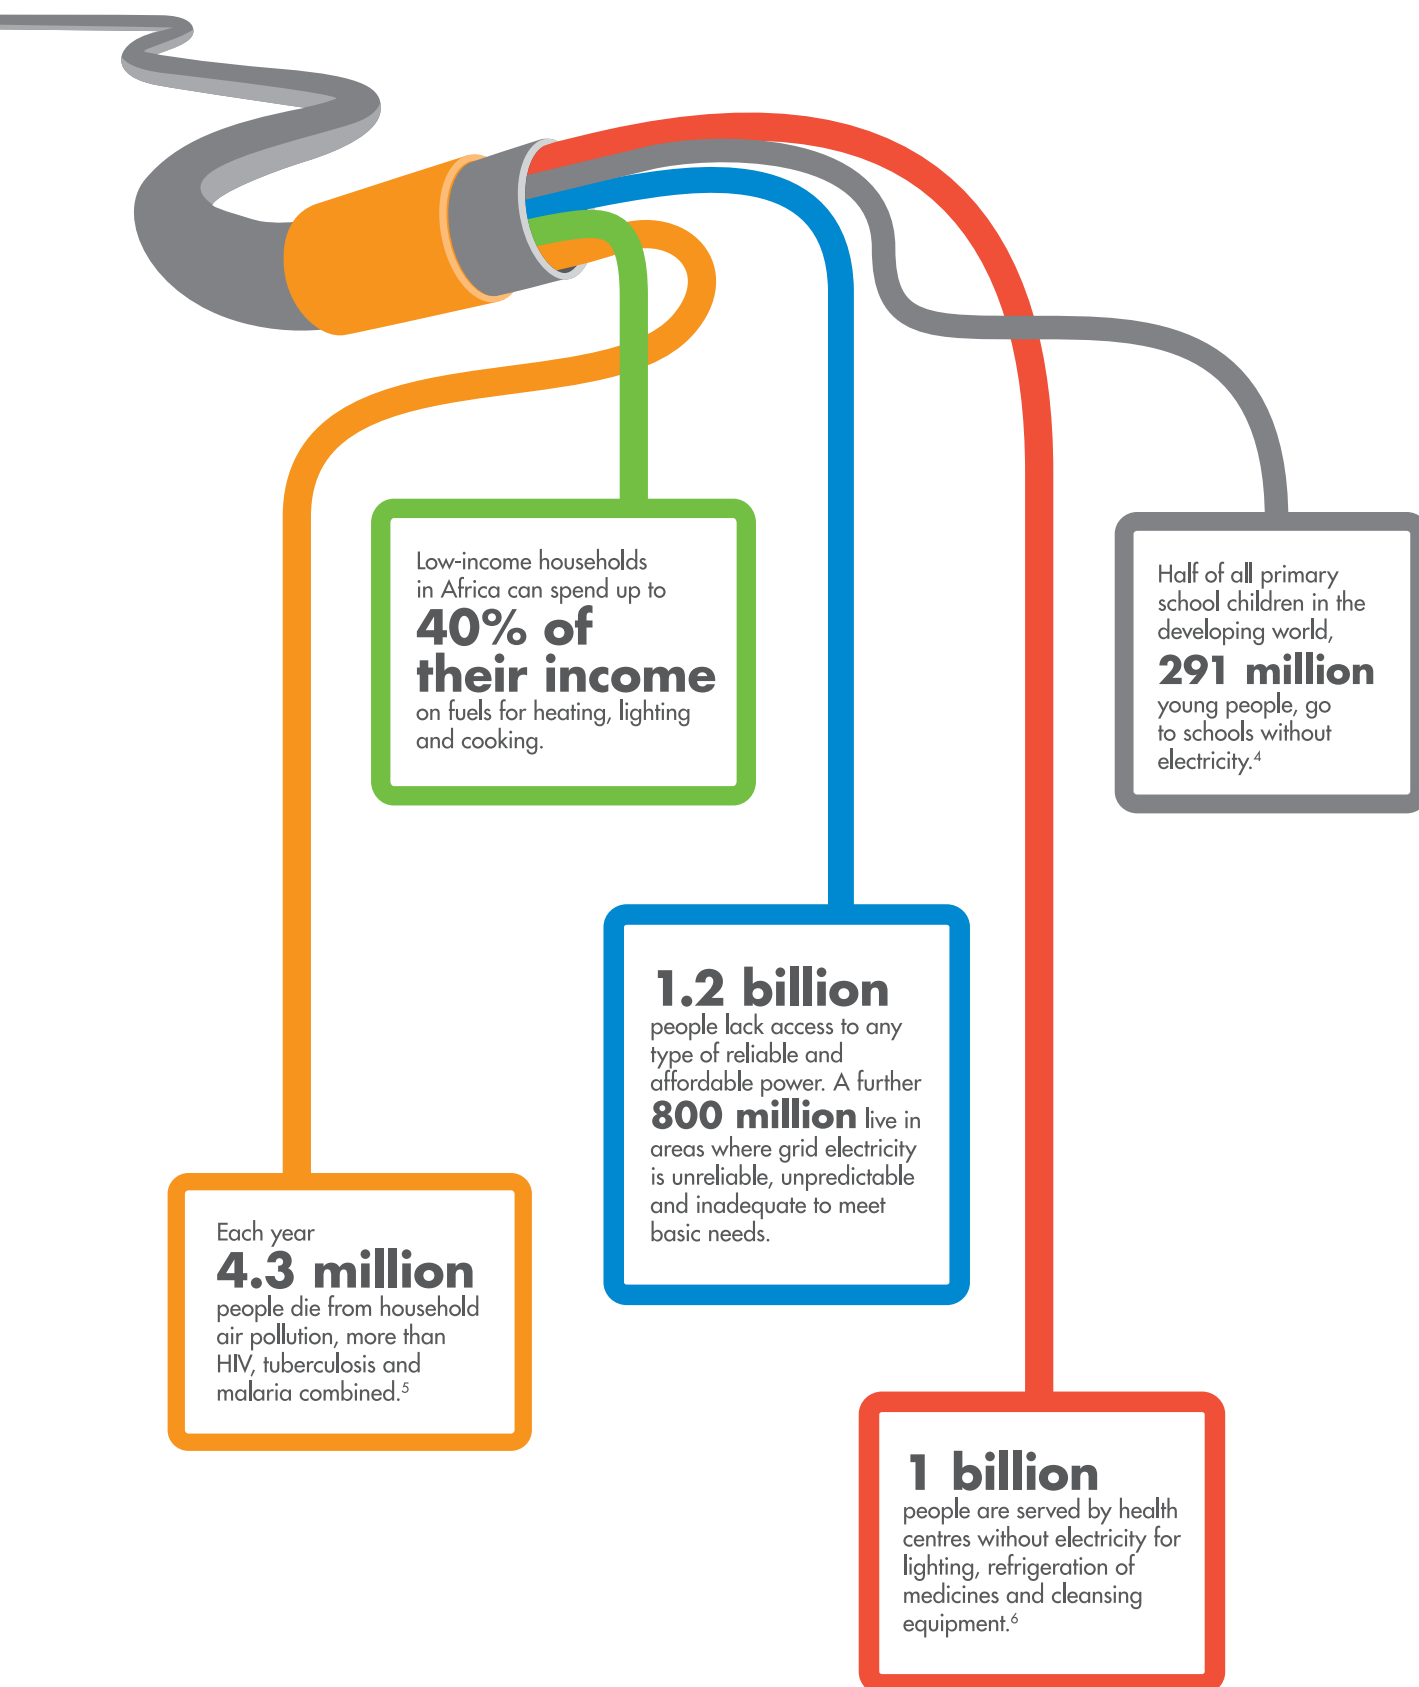 Low-income households
in Africa can spend up to
40% of
their income
on fuels for heating, lighting
and cooking.
Half of all primary
school children in the
developing world,
291 million
young people, go
to schools without
electricity.4
1.2 billion
people lack access to any
type of reliable and
affordable power. A further
800 million live in
areas where grid electricity
is unreliable, unpredictable
and inadequate to meet
basic needs.
Each year
4.3 million
people die from household
air pollution, more than
HIV, tuberculosis and
malaria combined.5
1 billion
people are served by health
centres without electricity for
lighting, refrigeration of
medicines and cleansing
equipment.6